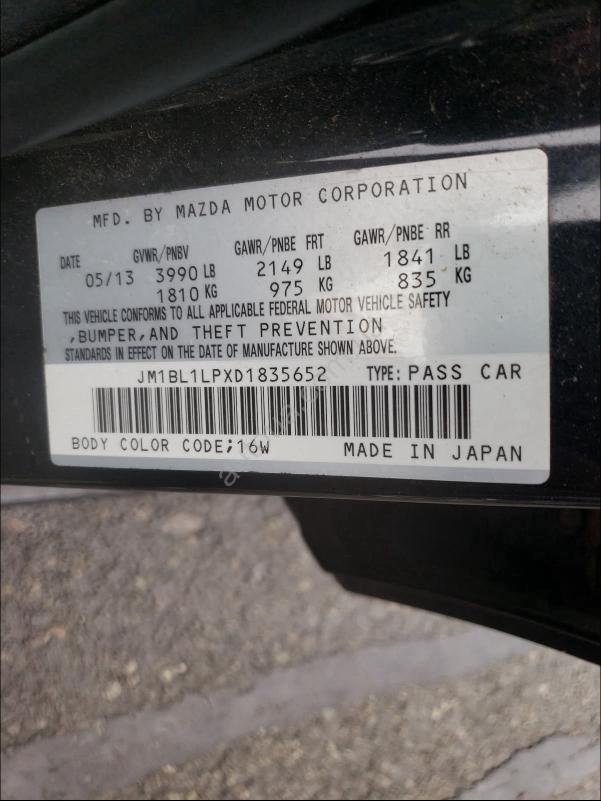 MFD. BY MAZDA MOTOR CORPORATION
DATE GVWR/PNBV GAWR/PNBE FRT GAWR/PNBE RR
05/13 3990 LB 2149 LB 1841 LB
1810 KG 975 KG 835 KG
THIS VEHICLE CONFORMS TO ALL APPLICABLE FEDERAL MOTOR VEHICLE SAFETY
,BUMPER,AND THEFT PREVENTION
STANDARDS IN EFFECT ON THE DATE OF MANUFACTURE SHOWN ABOVE.
JM1BL1LPXD1835652 TYPE: PASS CAR
BODY COLOR CODE;16W MADE IN JAPAN